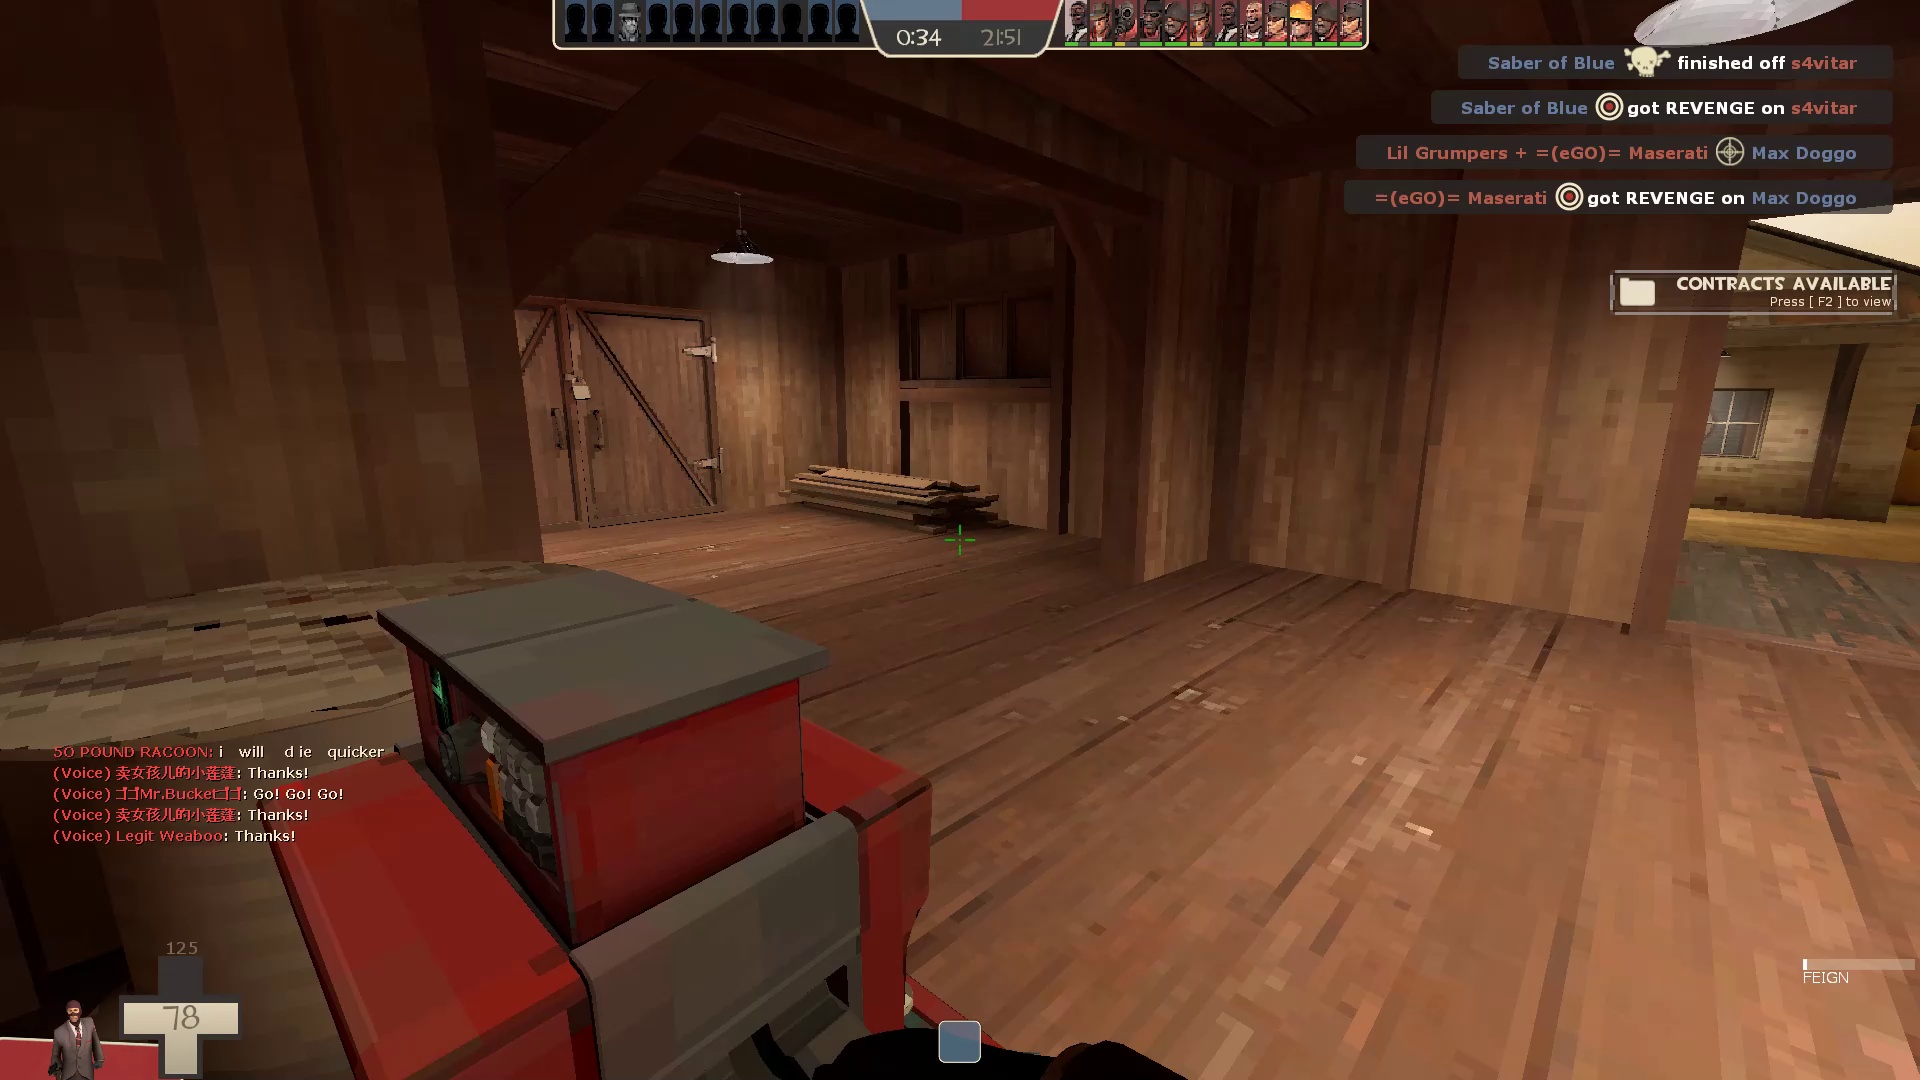 0:34 21:51
Saber of Blue finished off s4vitar
Saber of Blue got REVENGE on s4vitar
Lil Grumpers + =(eGO)= Maserati Max Doggo
=(eGO)= Maserati got REVENGE on Max Doggo
CONTRACTS AVAILABLE
Press [ F2 ] to view
50 POUND RACOON: i will d ie quicker
(Voice) 卖女孩儿的小莲蓬: Thanks!
(Voice) Mr.Bucket: Go! Go! Go!
(Voice) 卖女孩儿的小莲蓬: Thanks!
(Voice) Legit Weaboo: Thanks!
125
78
FEIGN